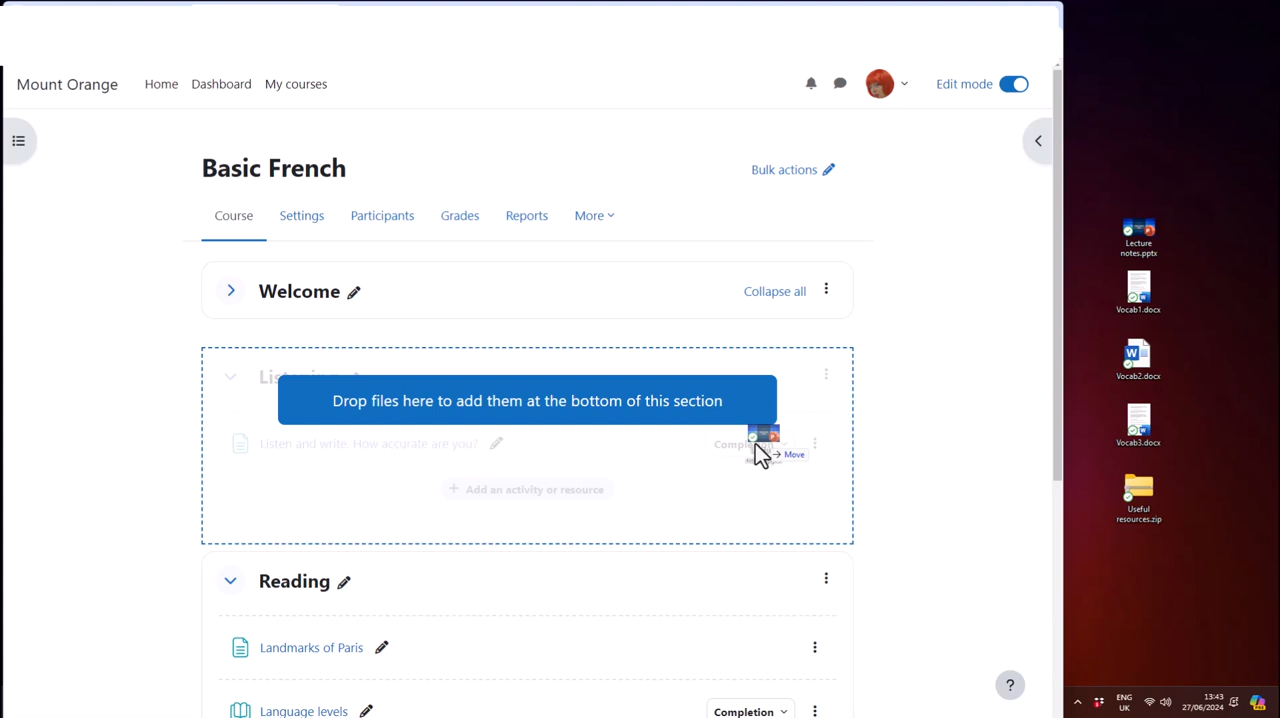 Mount Orange
Home
Dashboard
My courses
Edit mode
Basic French
Bulk actions
Course
Settings
Participants
Grades
Reports
More
Welcome
Collapse all
Drop files here to add them at the bottom of this section
Listen and write. How accurate are you?
→ Move
+ Add an activity or resource
Reading
Landmarks of Paris
Language levels
Completion
?
Lecture
notes.pptx
Vocab1.docx
Vocab2.docx
Vocab3.docx
Useful
resources.zip
ENG
UK
13:43
27/06/2024